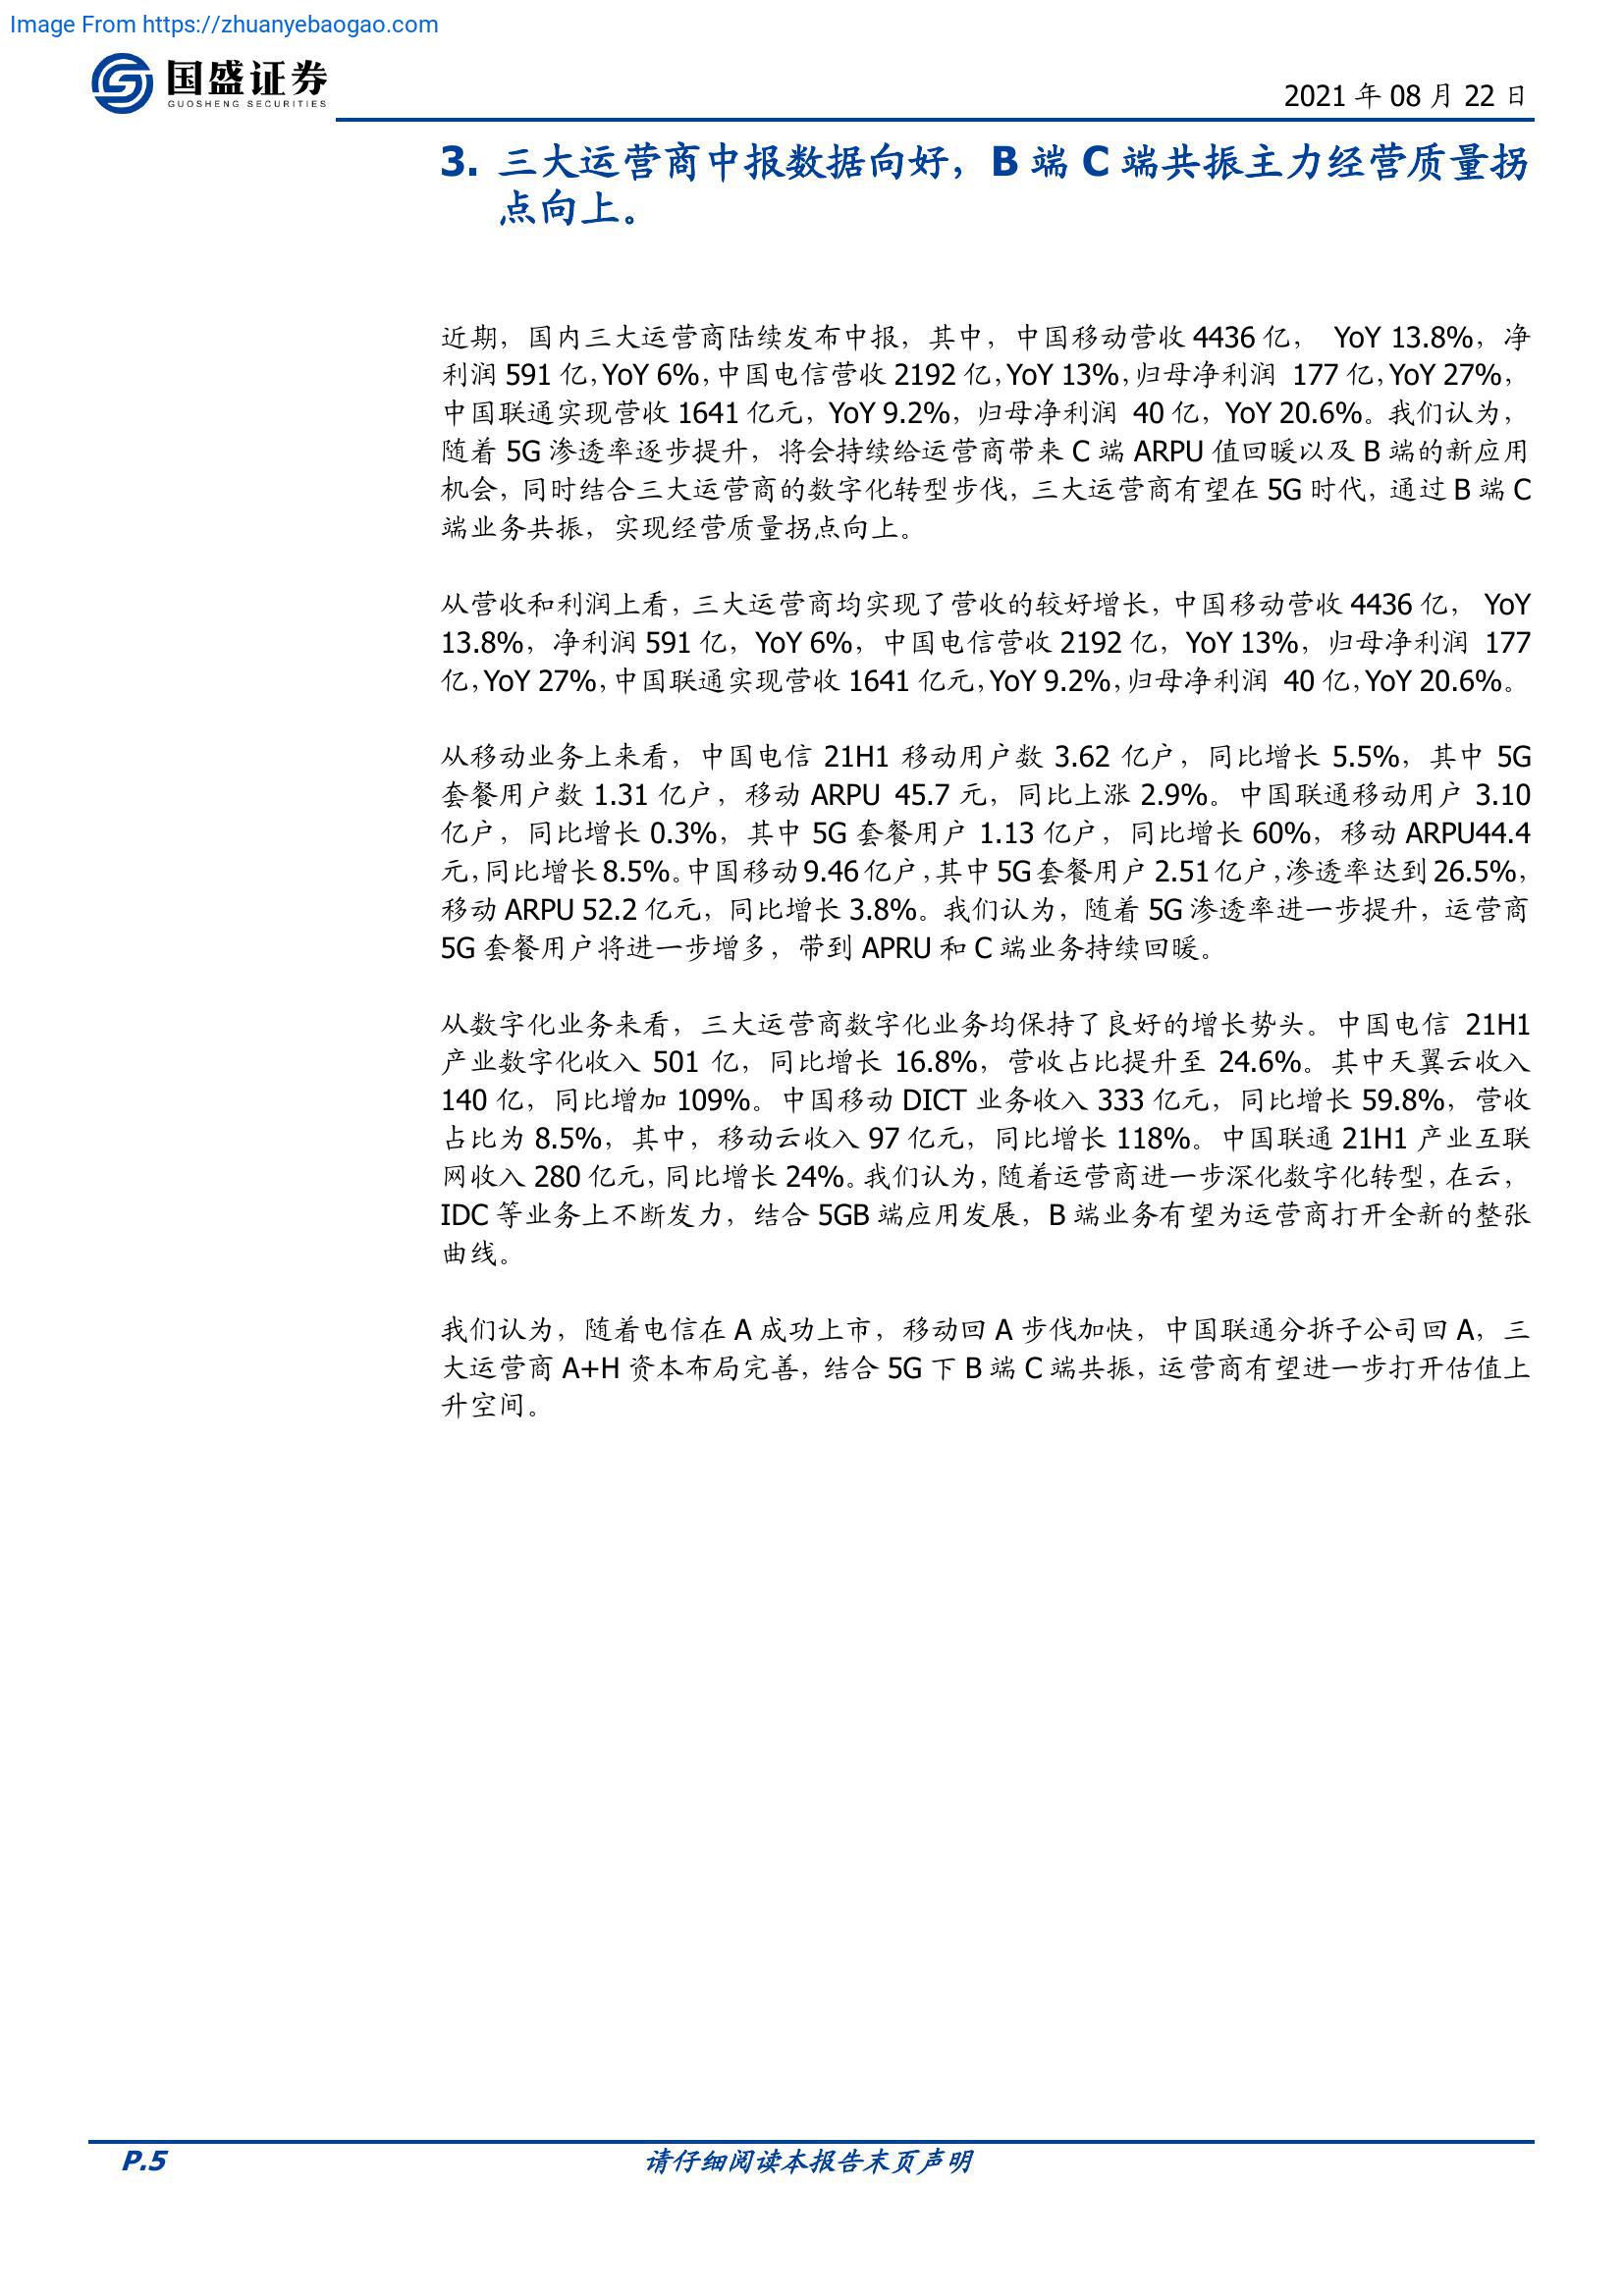 Image From https://zhuanyebaogao.com
国盛证券
GUOSHENG SECURITIES
2021 年 08 月 22 日
3. 三大运营商中报数据向好，B 端 C 端共振主力经营质量拐
点向上。
近期，国内三大运营商陆续发布中报，其中，中国移动营收 4436 亿， YoY 13.8%，净
利润 591 亿，YoY 6%，中国电信营收 2192 亿，YoY 13%，归母净利润 177 亿，YoY 27%，
中国联通实现营收 1641 亿元，YoY 9.2%，归母净利润 40 亿，YoY 20.6%。我们认为，
随着 5G 渗透率逐步提升，将会持续给运营商带来 C 端 ARPU 值回暖以及 B 端的新应用
机会，同时结合三大运营商的数字化转型步伐，三大运营商有望在 5G 时代，通过 B 端 C
端业务共振，实现经营质量拐点向上。
从营收和利润上看，三大运营商均实现了营收的较好增长，中国移动营收 4436 亿， YoY
13.8%，净利润 591 亿，YoY 6%，中国电信营收 2192 亿，YoY 13%，归母净利润 177
亿，YoY 27%，中国联通实现营收 1641 亿元，YoY 9.2%，归母净利润 40 亿，YoY 20.6%。
从移动业务上来看，中国电信 21H1 移动用户数 3.62 亿户，同比增长 5.5%，其中 5G
套餐用户数 1.31 亿户，移动 ARPU 45.7 元，同比上涨 2.9%。中国联通移动用户 3.10
亿户，同比增长 0.3%，其中 5G 套餐用户 1.13 亿户，同比增长 60%，移动 ARPU44.4
元，同比增长 8.5%。中国移动 9.46 亿户，其中 5G 套餐用户 2.51 亿户，渗透率达到 26.5%，
移动 ARPU 52.2 亿元，同比增长 3.8%。我们认为，随着 5G 渗透率进一步提升，运营商
5G 套餐用户将进一步增多，带到 APRU 和 C 端业务持续回暖。
从数字化业务来看，三大运营商数字化业务均保持了良好的增长势头。中国电信 21H1
产业数字化收入 501 亿，同比增长 16.8%，营收占比提升至 24.6%。其中天翼云收入
140 亿，同比增加 109%。中国移动 DICT 业务收入 333 亿元，同比增长 59.8%，营收
占比为 8.5%，其中，移动云收入 97 亿元，同比增长 118%。中国联通 21H1 产业互联
网收入 280 亿元，同比增长 24%。我们认为，随着运营商进一步深化数字化转型，在云，
IDC 等业务上不断发力，结合 5GB 端应用发展，B 端业务有望为运营商打开全新的整张
曲线。
我们认为，随着电信在 A 成功上市，移动回 A 步伐加快，中国联通分拆子公司回 A，三
大运营商 A+H 资本布局完善，结合 5G 下 B 端 C 端共振，运营商有望进一步打开估值上
升空间。
P.5
请仔细阅读本报告末页声明